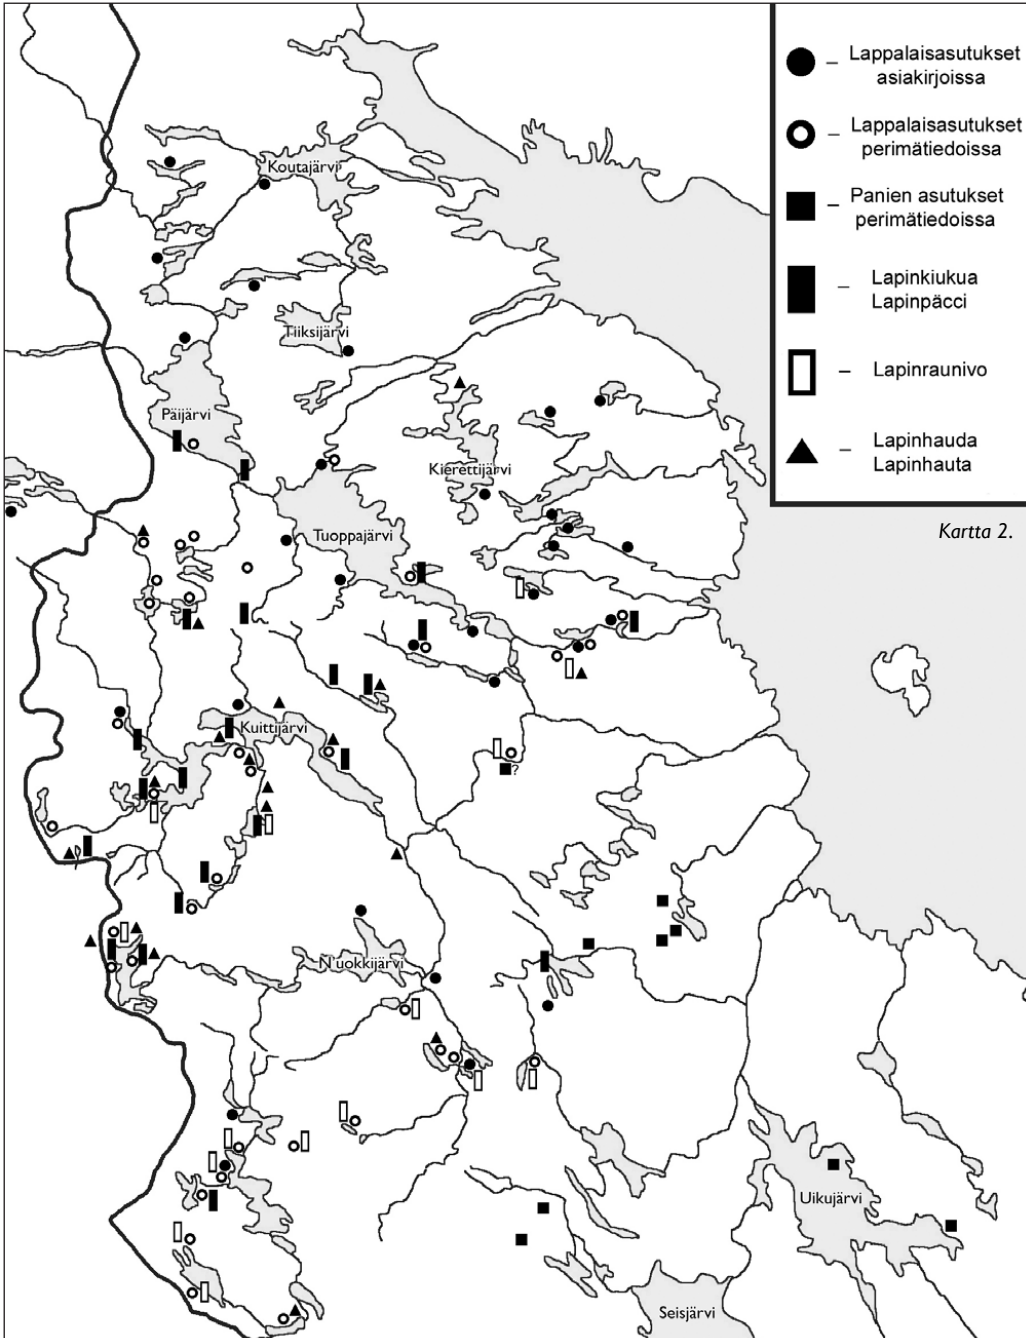 – Lappalaisasutukset
asiakirjoissa
– Lappalaisasutukset
perimätiedoissa
– Panien asutukset
perimätiedoissa
– Lapinkiukua
Lapinpäcci
– Lapinraunivo
– Lapinhauda
Lapinhauta
Kartta 2.
Koutajärvi
Tiiksijärvi
Päijärvi
Kierettijärvi
Tuoppajärvi
Kuittijärvi
?
Nuokkijärvi
Uikujärvi
Seisjärvi